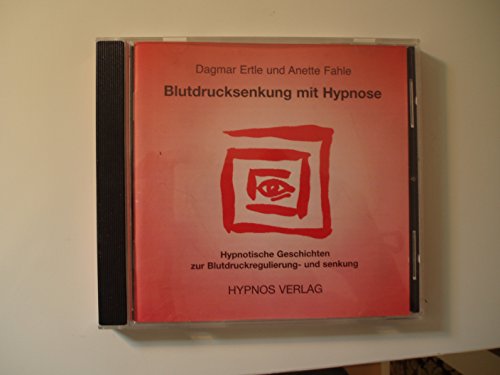 Dagmar Ertle und Anette Fahle
Blutdrucksenkung mit Hypnose
Hypnotische Geschichten
zur Blutdruckregulierung- und senkung
HYPNOS VERLAG